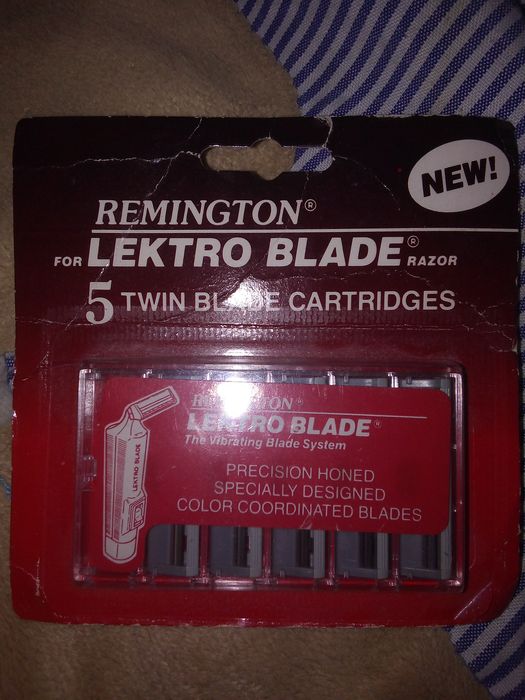 NEW!
REMINGTON®
FOR LEKTRO BLADE® RAZOR
5 TWIN BLADE CARTRIDGES
REMINGTON®
LEKTRO BLADE®
The Vibrating Blade System
LEKTRO BLADE
PRECISION HONED
SPECIALLY DESIGNED
COLOR COORDINATED BLADES